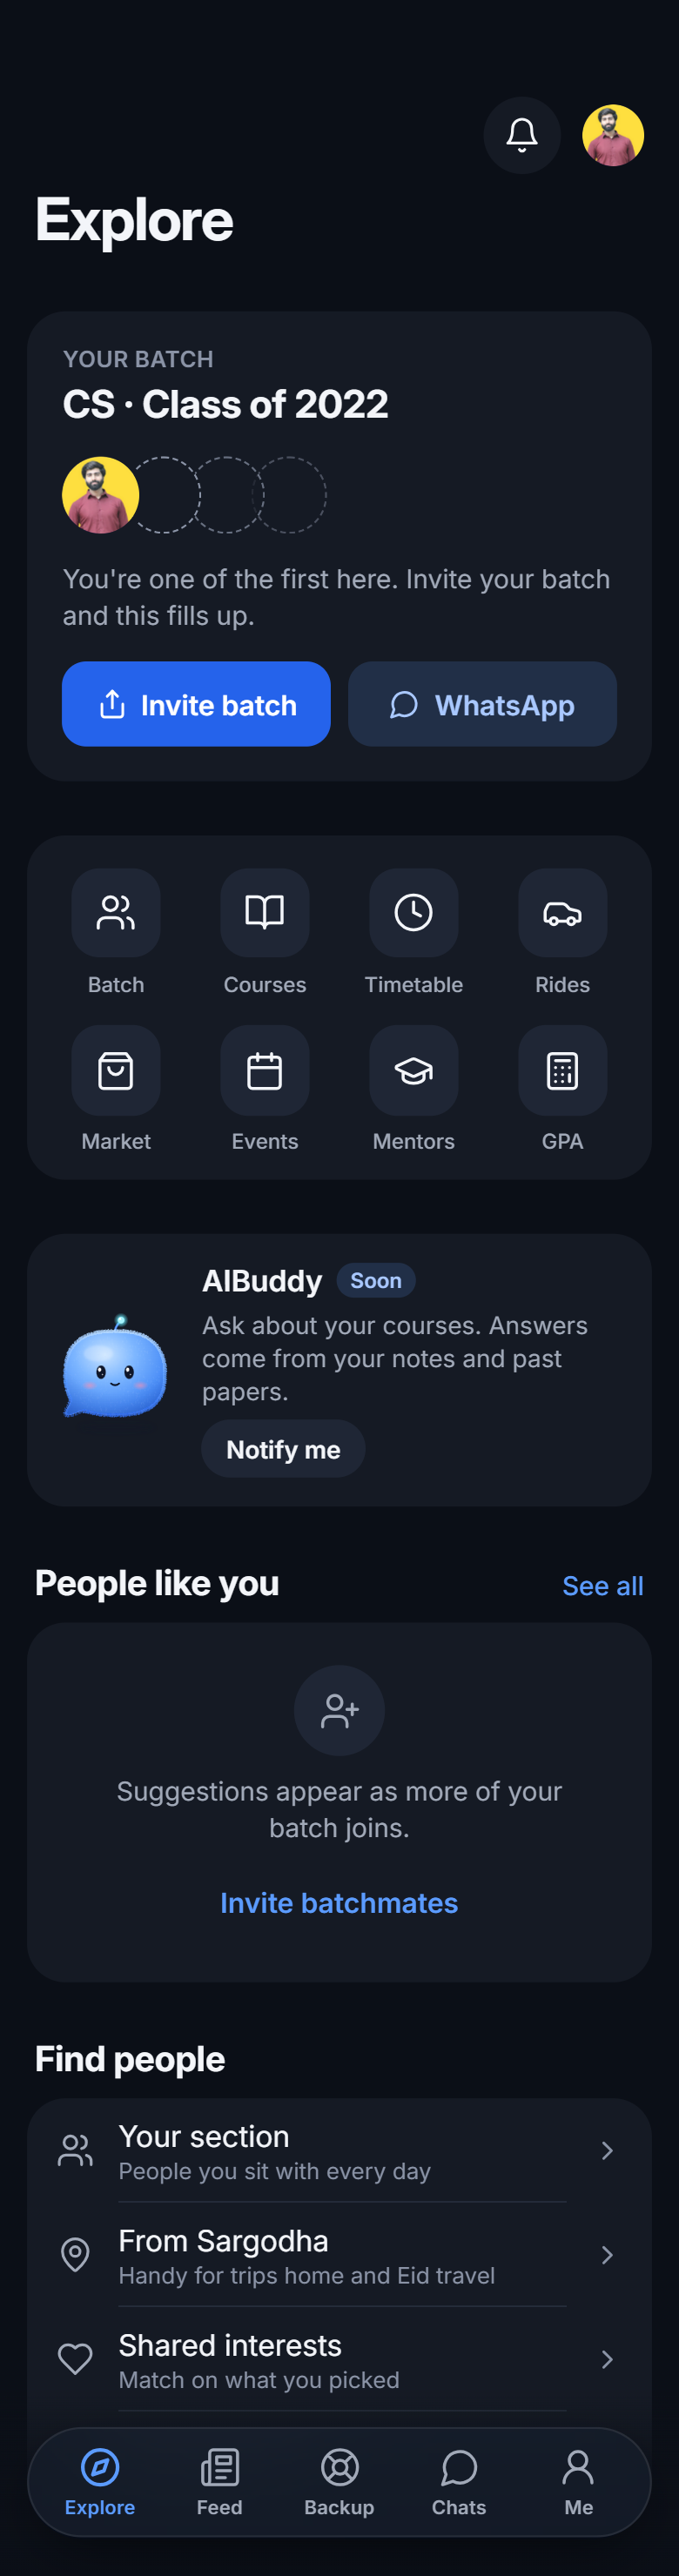 Explore
YOUR BATCH
CS · Class of 2022
You're one of the first here. Invite your batch
and this fills up.
Invite batch
WhatsApp
Batch
Courses
Timetable
Rides
Market
Events
Mentors
GPA
AIBuddy
Soon
Ask about your courses. Answers
come from your notes and past
papers.
Notify me
People like you
See all
Suggestions appear as more of your
batch joins.
Invite batchmates
Find people
Your section
People you sit with every day
From Sargodha
Handy for trips home and Eid travel
Shared interests
Match on what you picked
Explore
Feed
Backup
Chats
Me